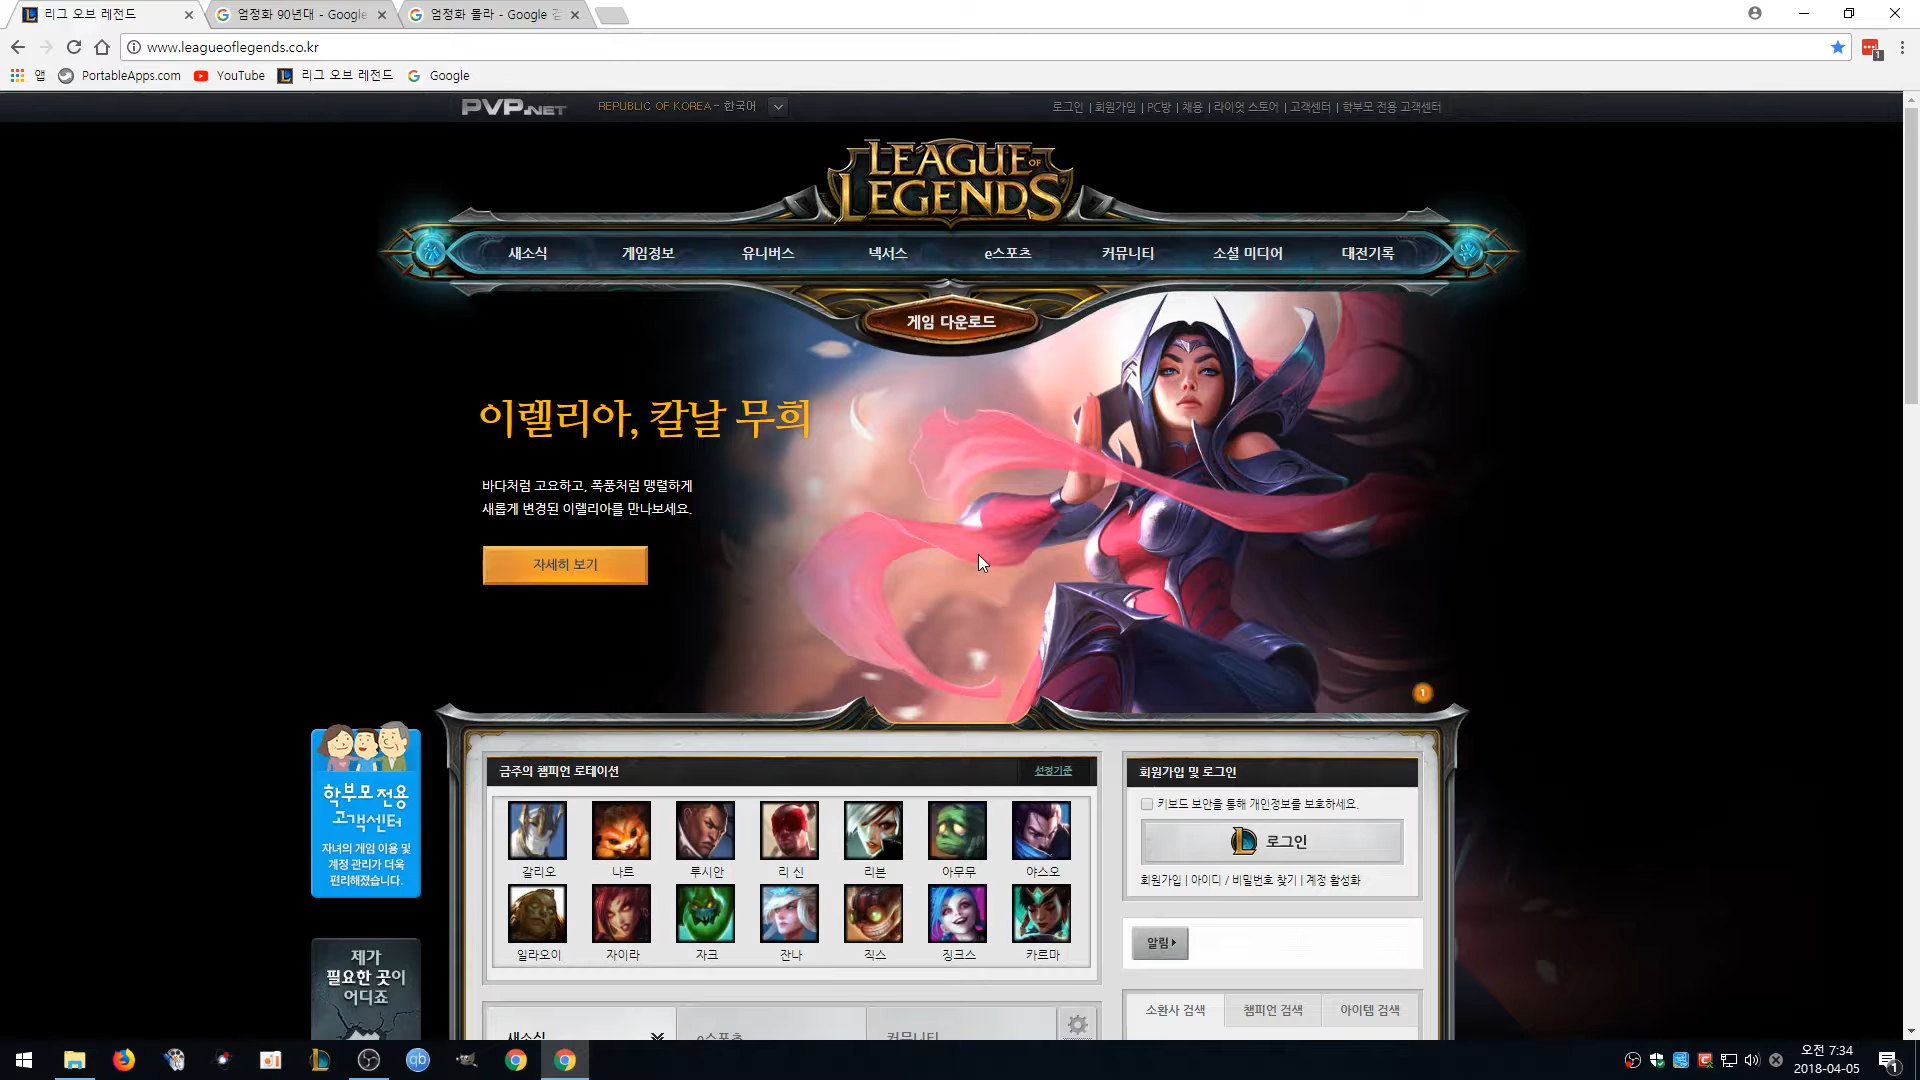 리그 오브 레전드
엄정화 90년대 - Google
엄정화 몰라 - Google 검
www.leagueoflegends.co.kr
앱
PortableApps.com
YouTube
리그 오브 레전드
Google
PVP.NET
REPUBLIC OF KOREA - 한국어
로그인 | 회원가입 | PC방 | 채용 | 라이엇 스토어 | 고객센터 | 학부모 전용 고객센터
LEAGUE OF LEGENDS
새소식
게임정보
유니버스
넥서스
e스포츠
커뮤니티
소셜 미디어
대전기록
게임 다운로드
이렐리아, 칼날 무희
바다처럼 고요하고, 폭풍처럼 맹렬하게
새롭게 변경된 이렐리아를 만나보세요.
자세히 보기
1
학부모 전용
고객센터
자녀의 게임 이용 및
계정 관리가 더욱
편리해졌습니다.
제가
필요한 곳이
어디죠
금주의 챔피언 로테이션
선정기준
갈리오
나르
루시안
리 신
리븐
아무무
야스오
일라오이
자이라
자크
잔나
직스
징크스
카르마
회원가입 및 로그인
키보드 보안을 통해 개인정보를 보호하세요.
로그인
회원가입 | 아이디 / 비밀번호 찾기 | 계정 활성화
알림
소환사 검색
챔피언 검색
아이템 검색
새소식
e스포츠
커뮤니티
오전 7:34
2018-04-05
1